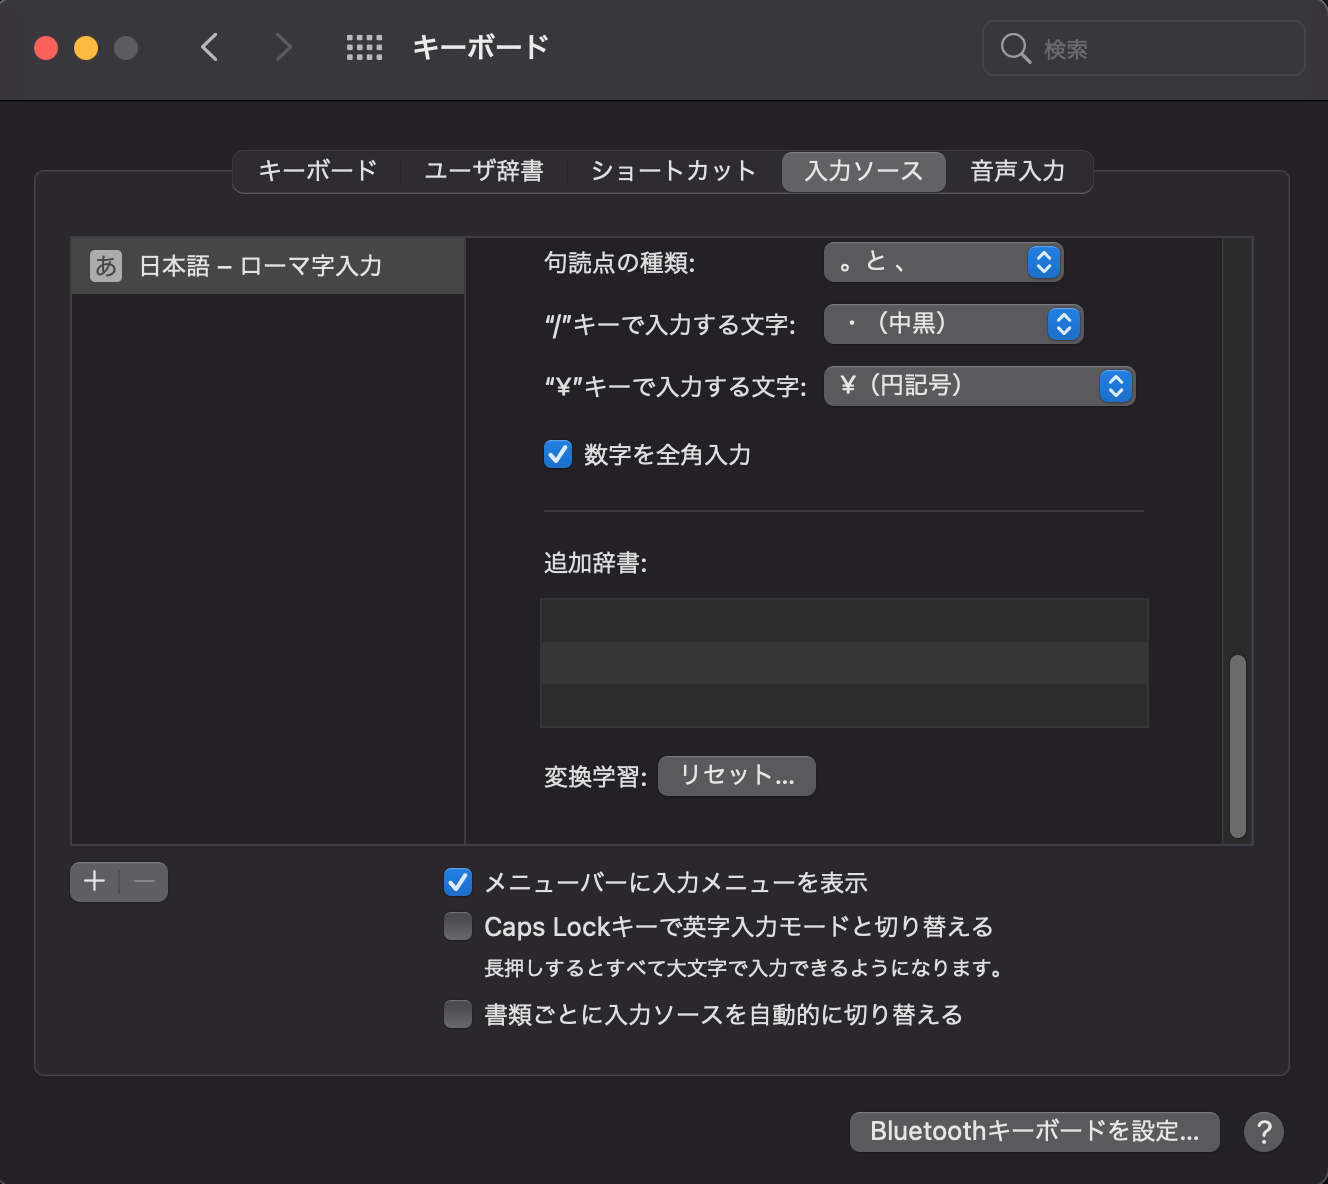 キーボード
検索
キーボード ユーザ辞書 ショートカット 入力ソース 音声入力
あ 日本語 – ローマ字入力
句読点の種類: 。と、
“/”キーで入力する文字: ・（中黒）
“¥”キーで入力する文字: ¥（円記号）
数字を全角入力
追加辞書:
変換学習: リセット...
メニューバーに入力メニューを表示
Caps Lockキーで英字入力モードと切り替える
長押しするとすべて大文字で入力できるようになります。
書類ごとに入力ソースを自動的に切り替える
Bluetoothキーボードを設定... ?